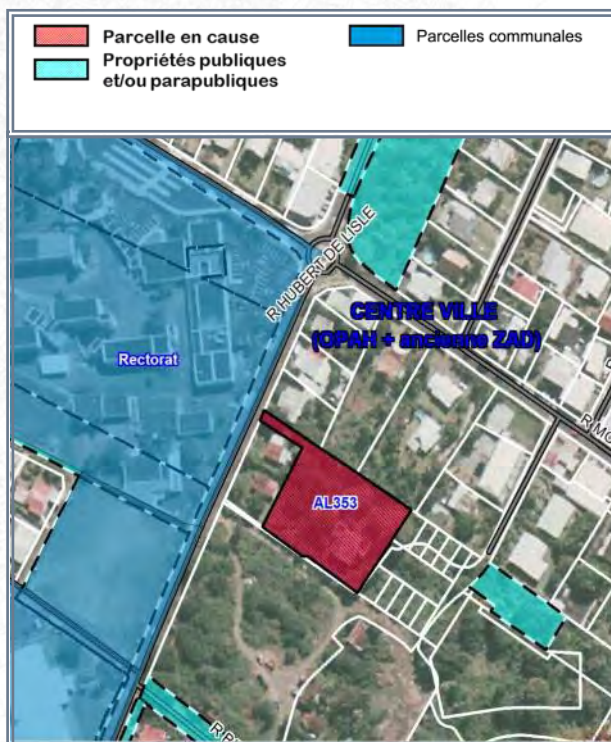 Parcelle en cause
Parcelles communales
Propriétés publiques
et/ou parapubliques
R HUBERT DE LISLE
CENTRE VILLE
(OPAH + ancienne ZAD)
Rectorat
R MO
AL353